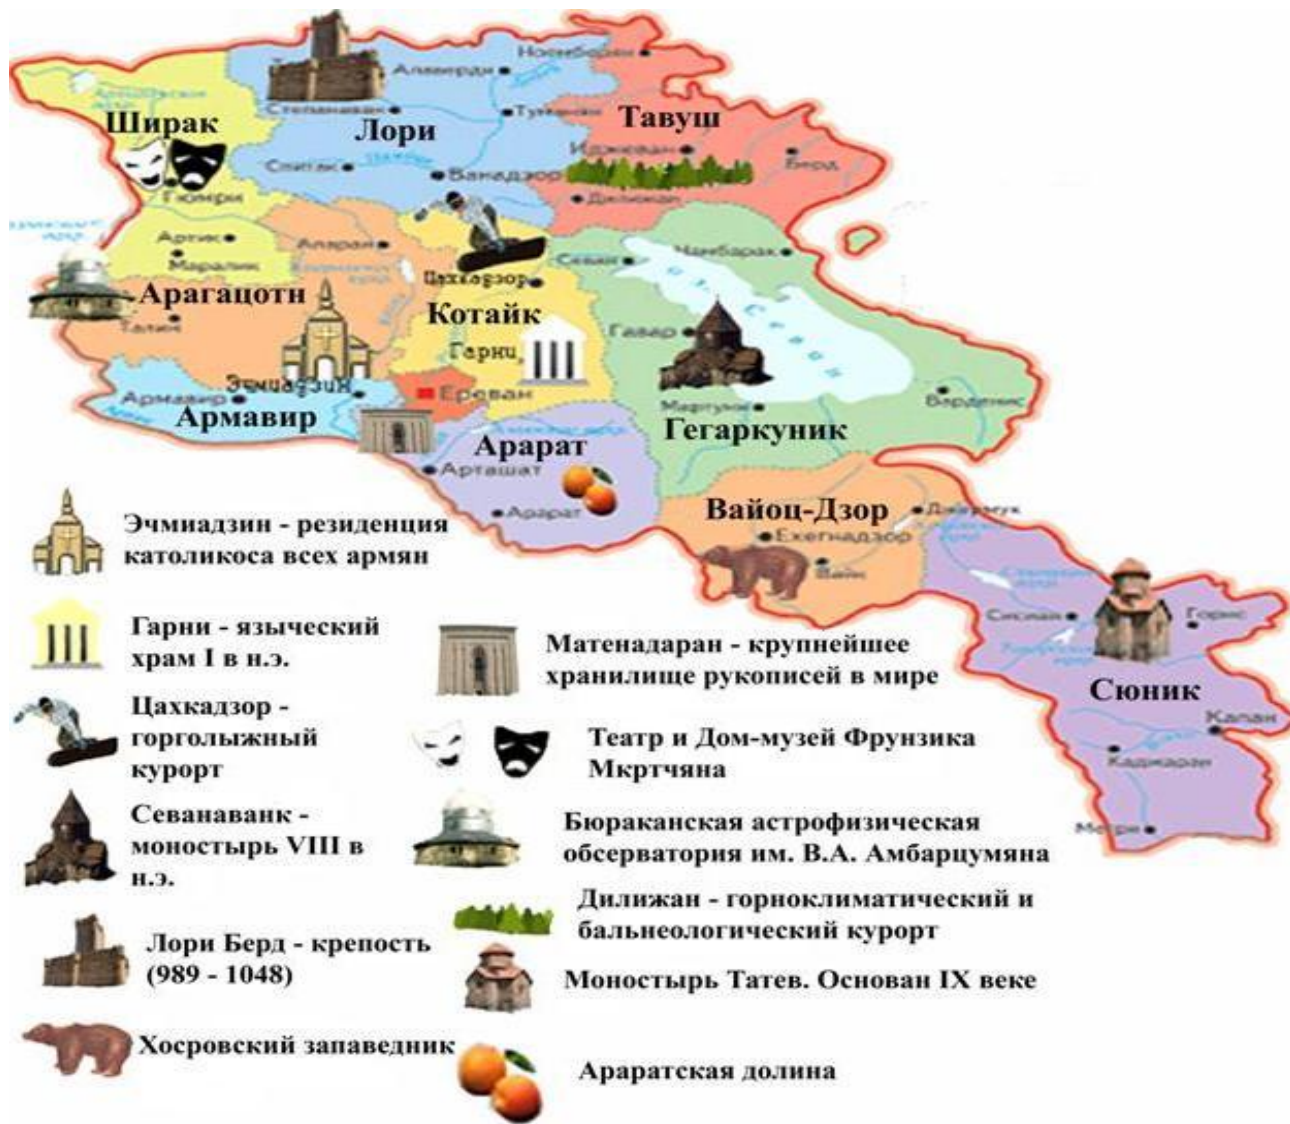 Ноемберян
Алаверди
Степанаван
Туманян
Тавуш
Ширак
Лори
Иджеван
Берд
Спитак
Ванадзор
Гюмри
Дилижан
Артик
Апаран
Маралик
Севан
Чамбарак
Цахкадзор
оз. Севан
Арагацотн
Котайк
Талин
Гавар
Гарни
Эчмиадзин
Ереван
Армавир
Армавир
Мартуни
Варденис
Гегаркуник
Арарат
Арташат
Арарат
Вайоц-Дзор
Джермук
Ехегнадзор
Вайк
Сисиан
Горис
Сюник
Капан
Каджаран
Мегри
Эчмиадзин - резиденция
католикоса всех армян
Гарни - языческий
храм I в н.э.
Цахкадзор -
горголыжный
курорт
Севанаванк -
моностырь VIII в
н.э.
Лори Берд - крепость
(989 - 1048)
Хосровский запаведник
Матенадаран - крупнейшее
хранилище рукописей в мире
Театр и Дом-музей Фрунзика
Мкртчяна
Бюраканская астрофизическая
обсерватория им. В.А. Амбарцумяна
Дилижан - горноклиматический и
бальнеологический курорт
Моностырь Татев. Основан IX веке
Араратская долина